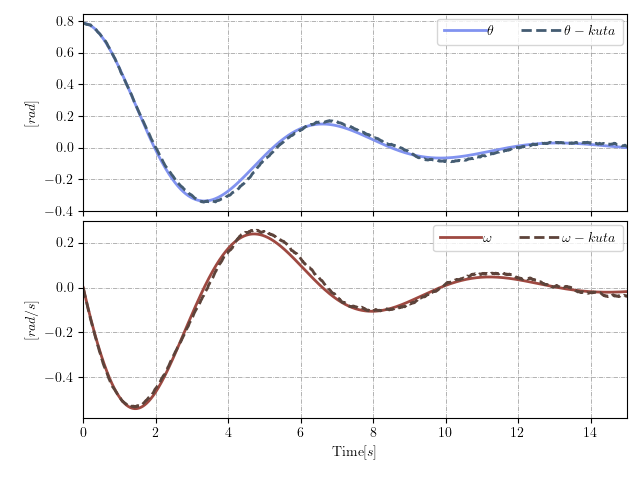 0.8
0.6
0.4
0.2
0.0
−0.2
−0.4
[rad]
θ
θ − kuta
0.2
0.0
−0.2
−0.4
[rad/s]
ω
ω − kuta
0 2 4 6 8 10 12 14
Time[s]